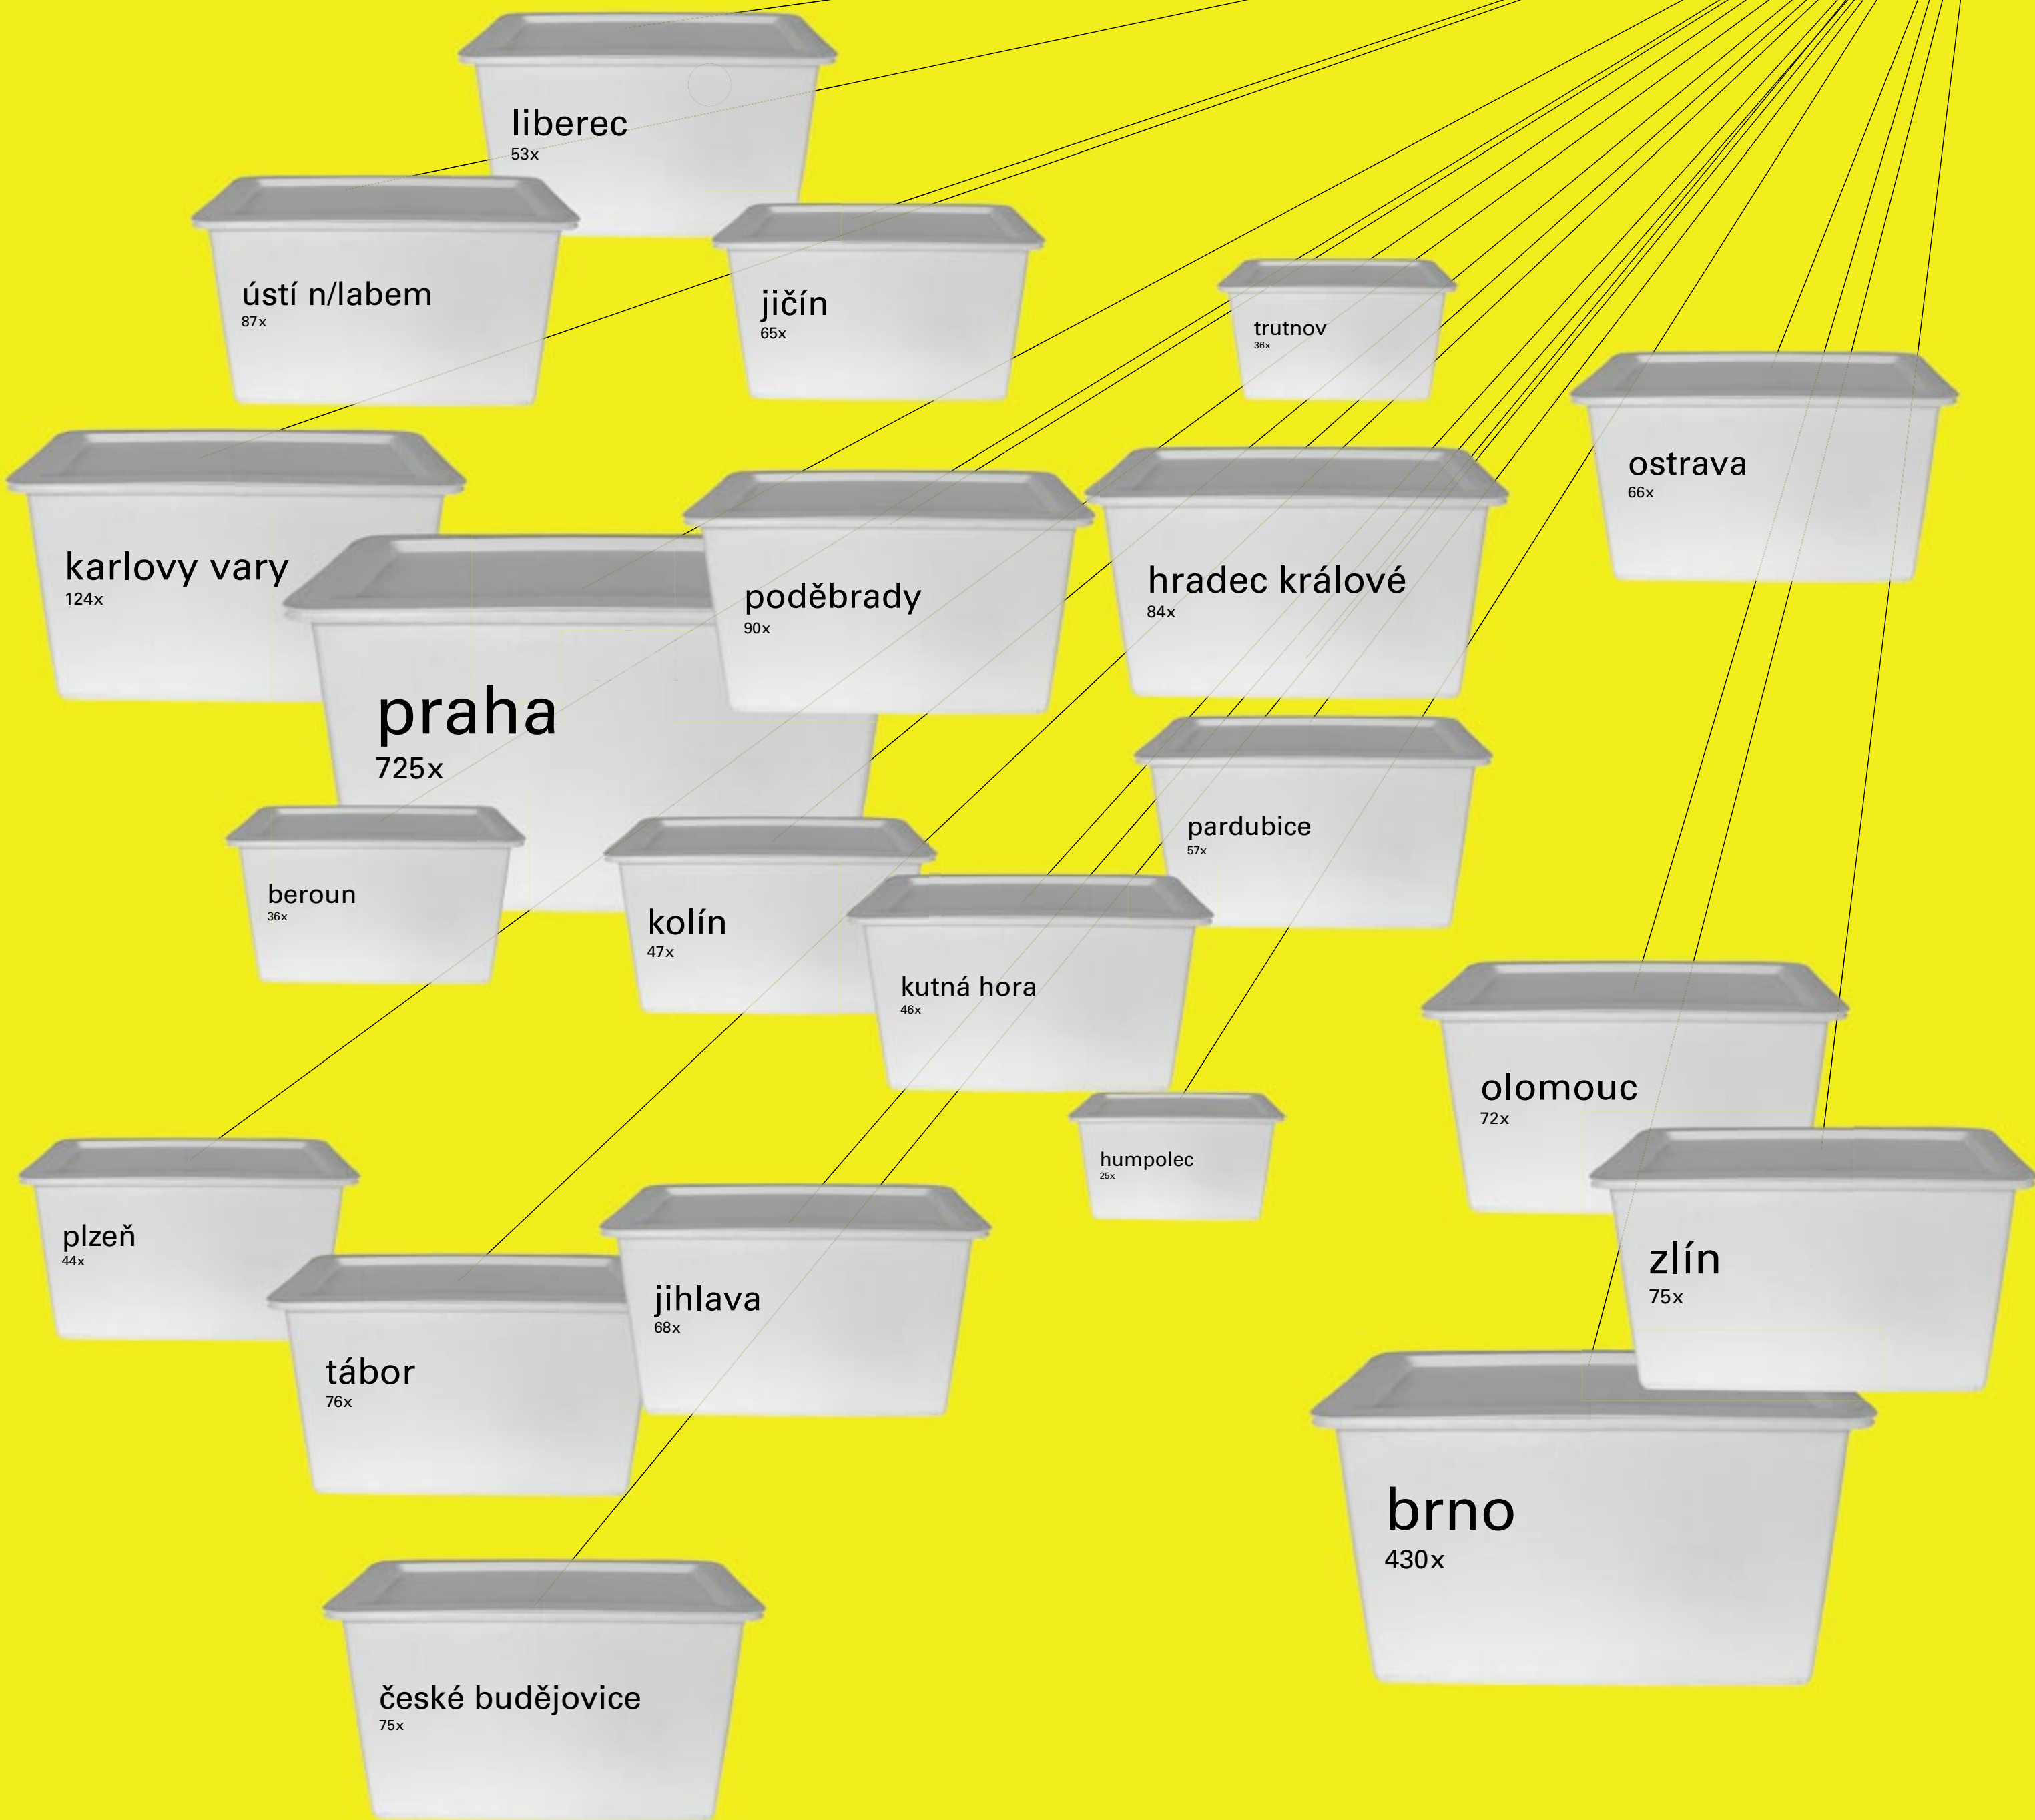 liberec
53x
ústí n/labem
87x
jičín
65x
trutnov
36x
ostrava
66x
karlovy vary
124x
poděbrady
90x
hradec králové
84x
praha
725x
pardubice
57x
beroun
36x
kolín
47x
kutná hora
46x
olomouc
72x
humpolec
25x
plzeň
44x
zlín
75x
jihlava
68x
tábor
76x
brno
430x
české budějovice
75x